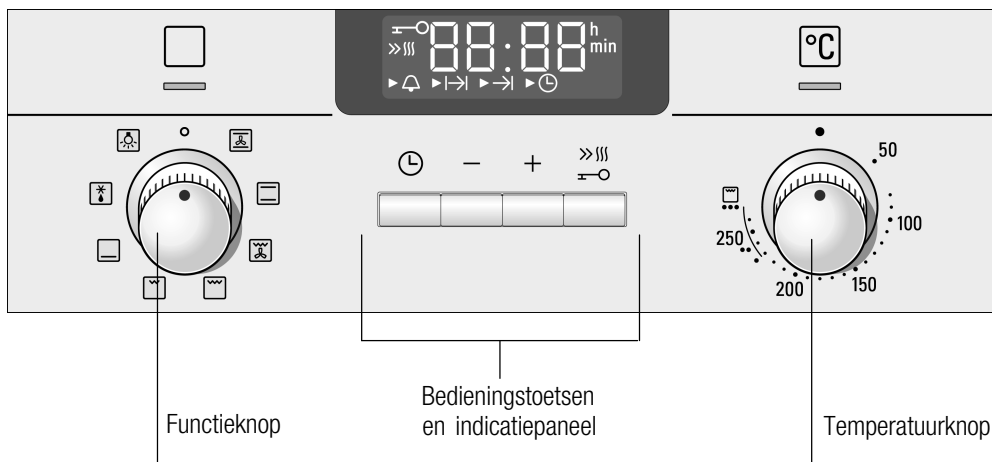 88:88 h
min
°C
50
100
150
200
250
− +
Functieknop
Bedieningstoetsen
en indicatiepaneel
Temperatuurknop